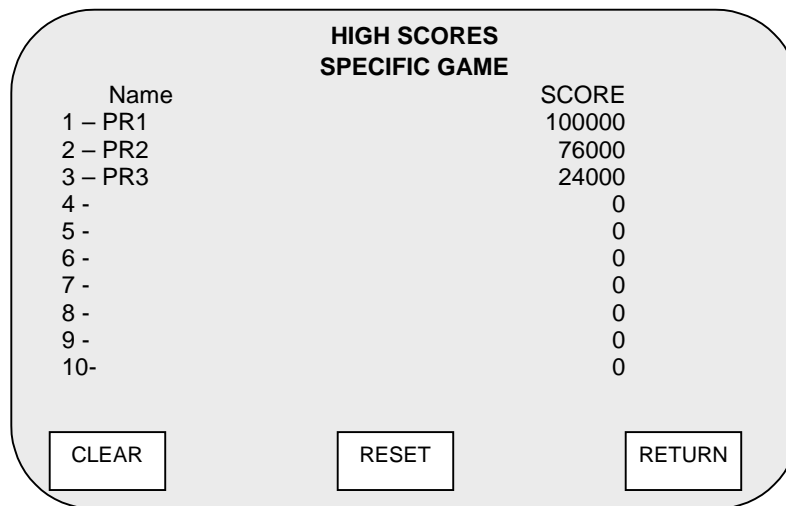 HIGH SCORES
SPECIFIC GAME
Name SCORE
1 – PR1 100000
2 – PR2 76000
3 – PR3 24000
4 - 0
5 - 0
6 - 0
7 - 0
8 - 0
9 - 0
10- 0
CLEAR RESET RETURN